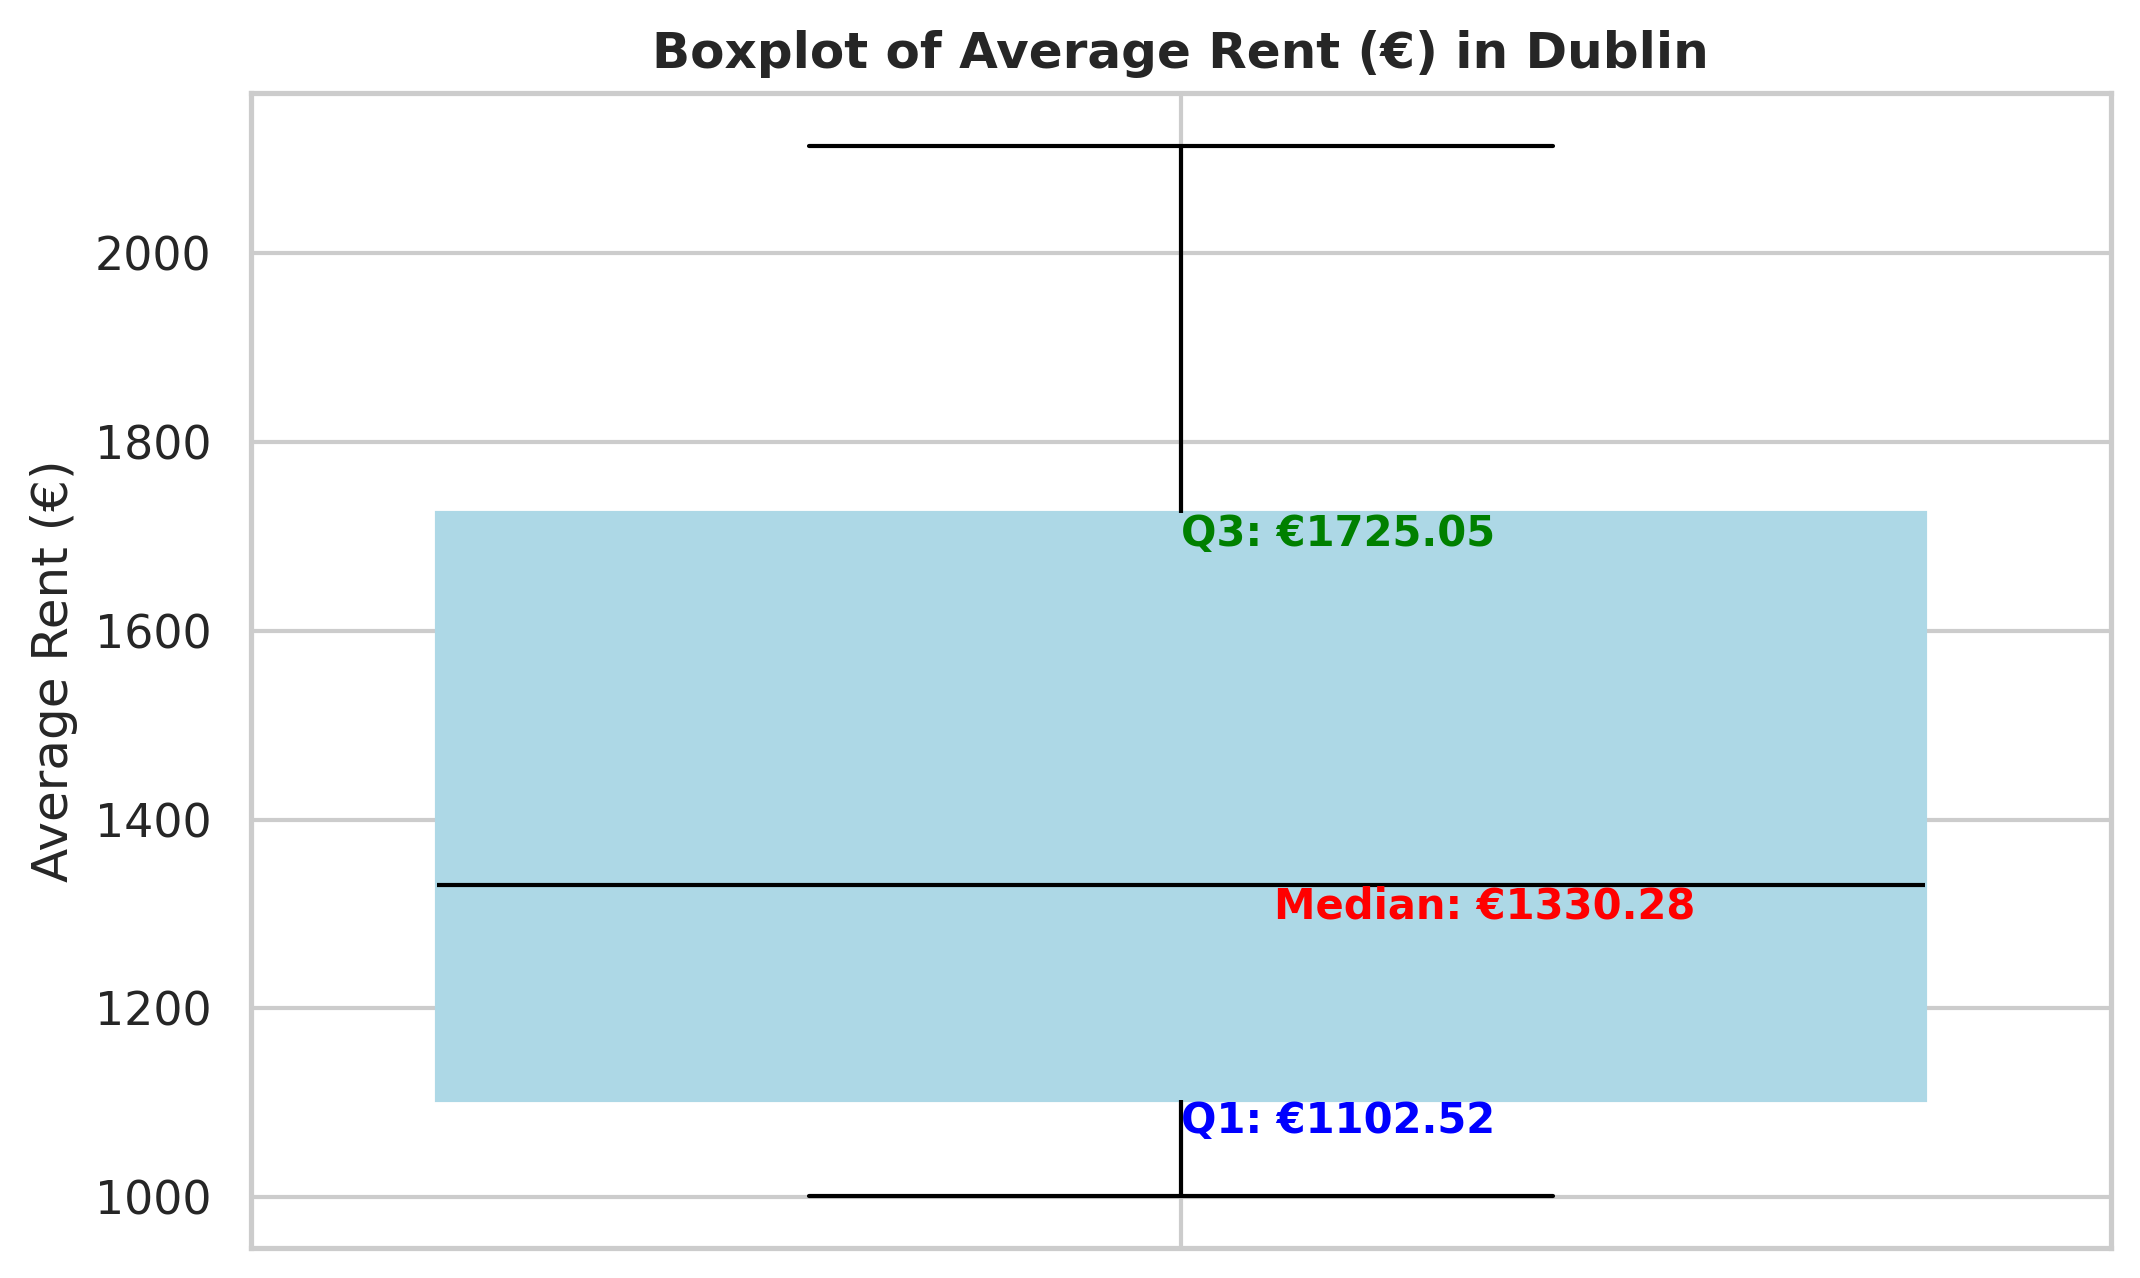 Boxplot of Average Rent (€) in Dublin
Average Rent (€)
2000
1800
1600
1400
1200
1000
Q3: €1725.05
Median: €1330.28
Q1: €1102.52